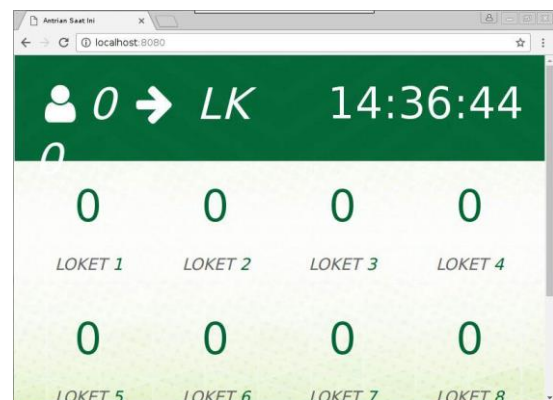 Antrian Saat Ini
localhost:8080
0 → LK 14:36:44
0
0 0 0 0
LOKET 1 LOKET 2 LOKET 3 LOKET 4
0 0 0 0
LOKET 5 LOKET 6 LOKET 7 LOKET 8